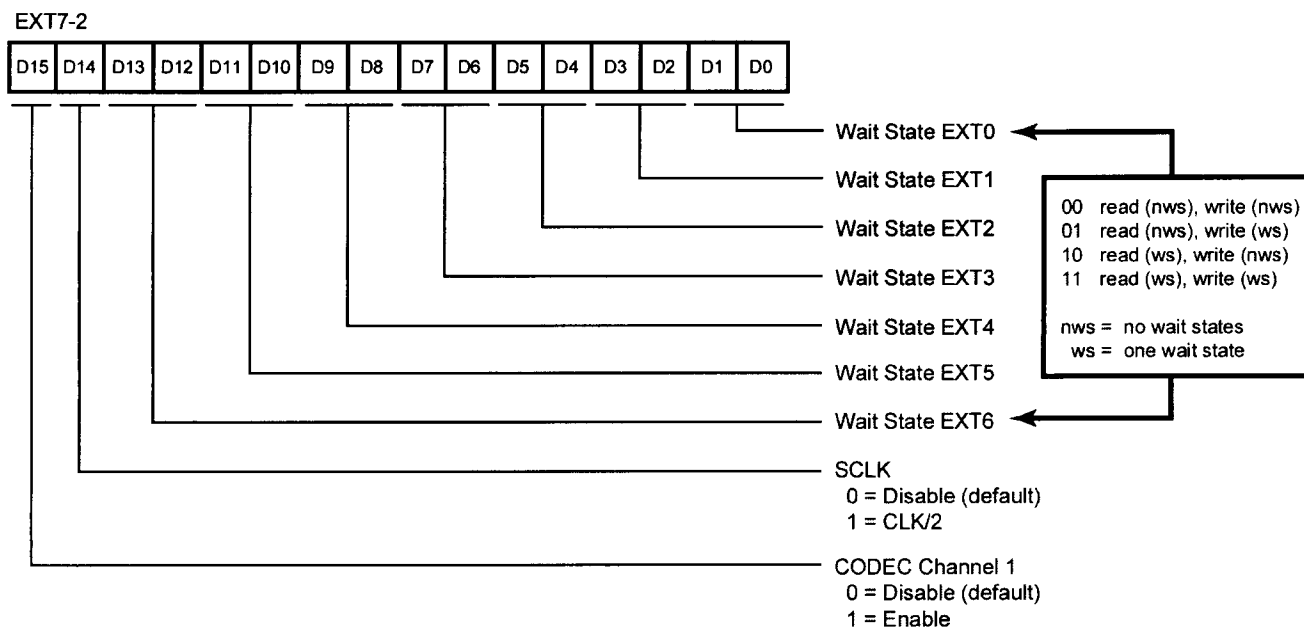 EXT7-2
D15 D14 D13 D12 D11 D10 D9 D8 D7 D6 D5 D4 D3 D2 D1 D0
Wait State EXT0
Wait State EXT1
Wait State EXT2
Wait State EXT3
Wait State EXT4
Wait State EXT5
Wait State EXT6
00 read (nws), write (nws)
01 read (nws), write (ws)
10 read (ws), write (nws)
11 read (ws), write (ws)
nws = no wait states
ws = one wait state
SCLK
0 = Disable (default)
1 = CLK/2
CODEC Channel 1
0 = Disable (default)
1 = Enable